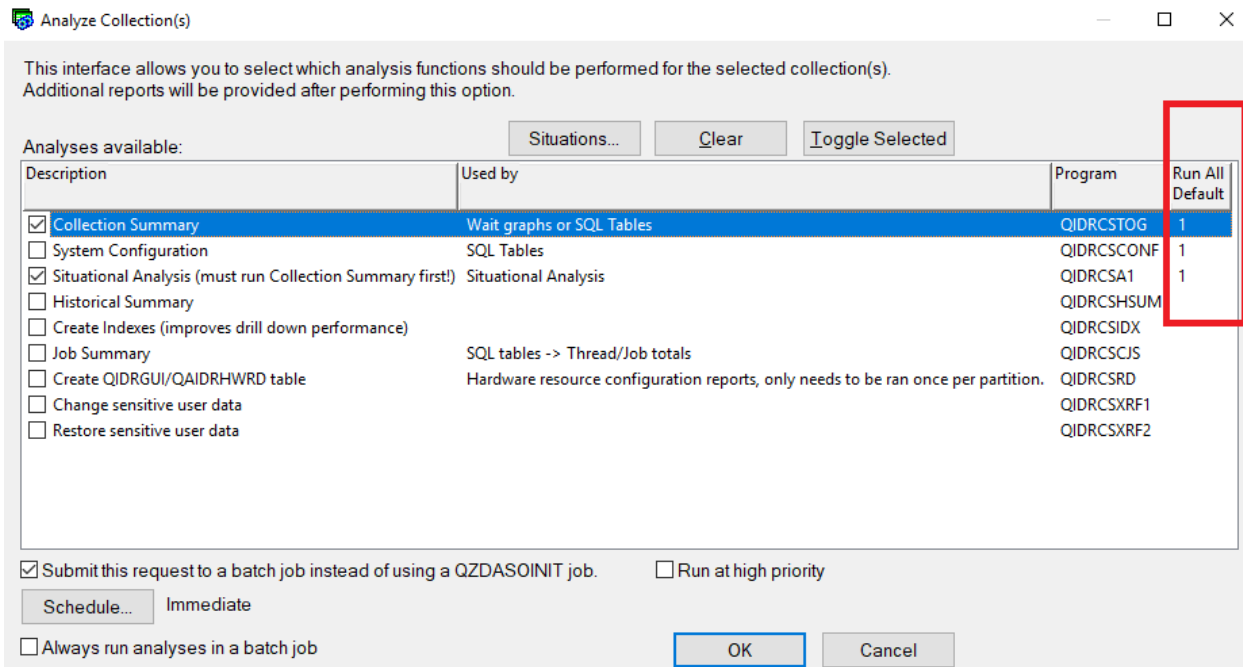 Analyze Collection(s)
This interface allows you to select which analysis functions should be performed for the selected collection(s).
Additional reports will be provided after performing this option.
Analyses available:
Situations...
Clear
Toggle Selected
Description Used by Program Run All
Default
Collection Summary Wait graphs or SQL Tables QIDRCSTOG 1
System Configuration SQL Tables QIDRCSCONF 1
Situational Analysis (must run Collection Summary first!) Situational Analysis QIDRCSA1 1
Historical Summary QIDRCSHSUM
Create Indexes (improves drill down performance) QIDRCSIDX
Job Summary SQL tables -> Thread/Job totals QIDRCSCJS
Create QIDRGUI/QAIDRHWRD table Hardware resource configuration reports, only needs to be ran once per partition. QIDRCSRD
Change sensitive user data QIDRCSXRF1
Restore sensitive user data QIDRCSXRF2
Submit this request to a batch job instead of using a QZDASOINIT job. Run at high priority
Schedule... Immediate
Always run analyses in a batch job
OK
Cancel